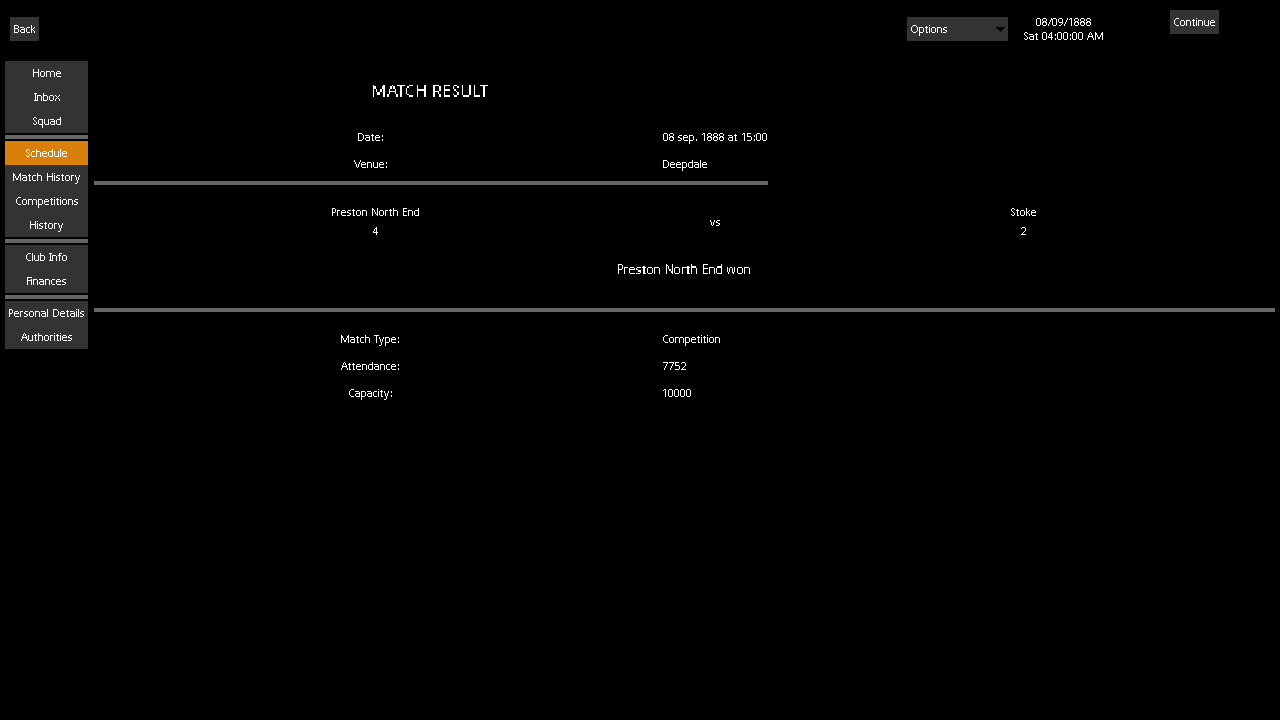 Back
Options
08/09/1888
Sat 04:00:00 AM
Continue
Home
Inbox
Squad
Schedule
Match History
Competitions
History
Club Info
Finances
Personal Details
Authorities
MATCH RESULT
Date: 08 sep. 1888 at 15:00
Venue: Deepdale
Preston North End vs Stoke
4 2
Preston North End won
Match Type: Competition
Attendance: 7752
Capacity: 10000